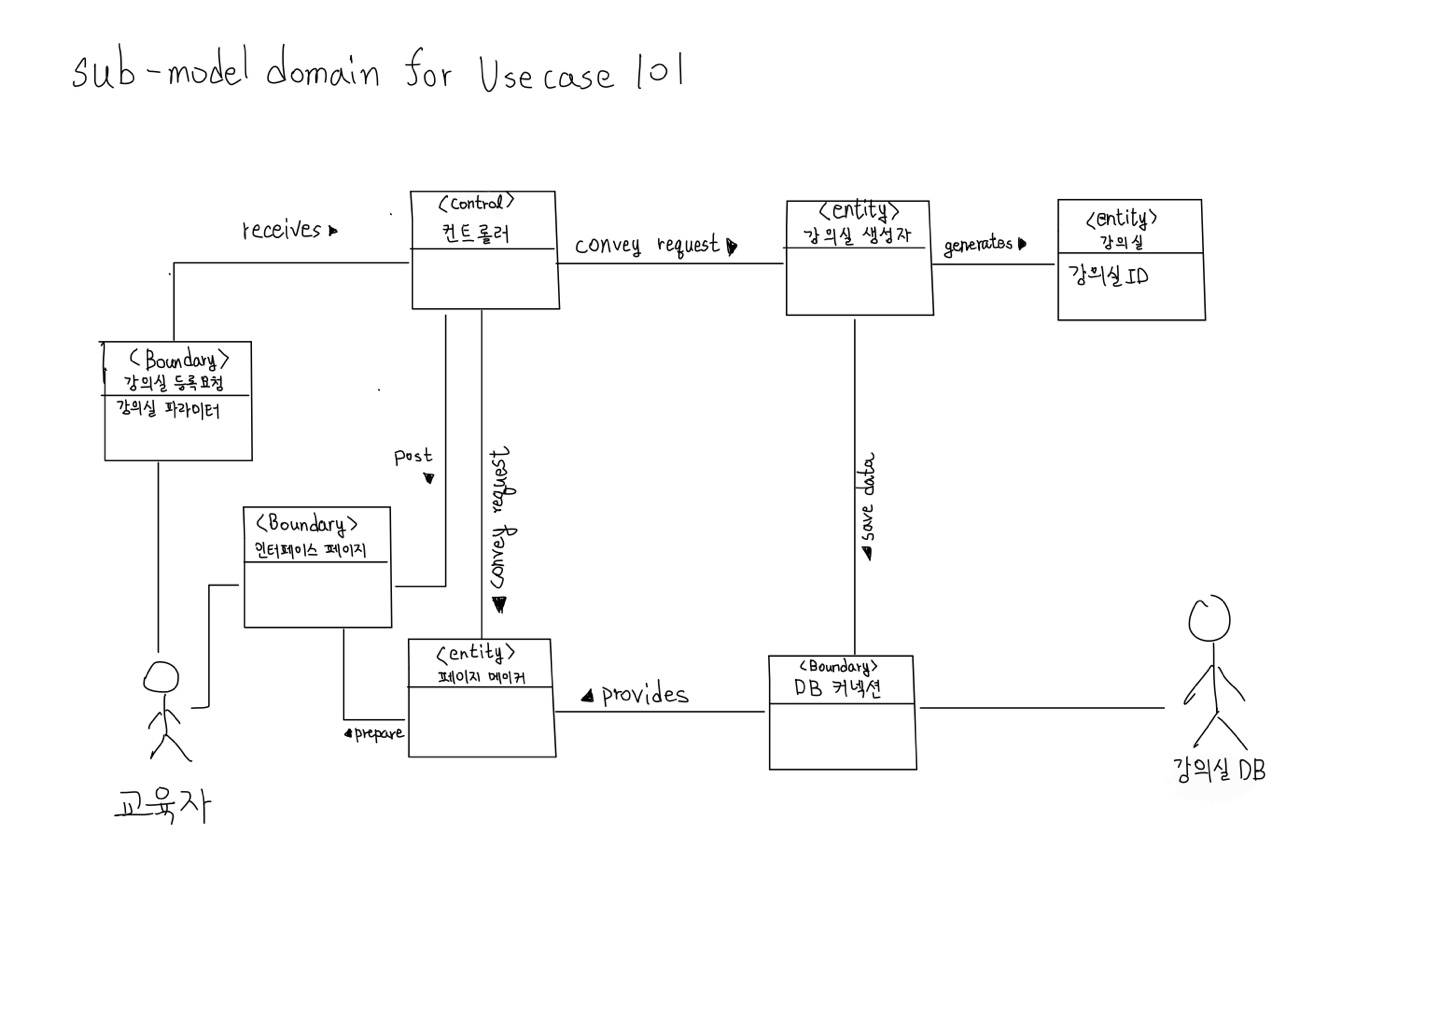 sub-model domain for Use case 101
receives
<Control>
컨트롤러
convey request
<entity>
강의실 생성자
generates
<entity>
강의실
강의실 ID
<Boundary>
강의실 등록요청
강의실 파라미터
post
convey request
save data
<Boundary>
인터페이스 페이지
<entity>
페이지 메이커
prepare
provides
<Boundary>
DB 커넥션
교육자
강의실 DB